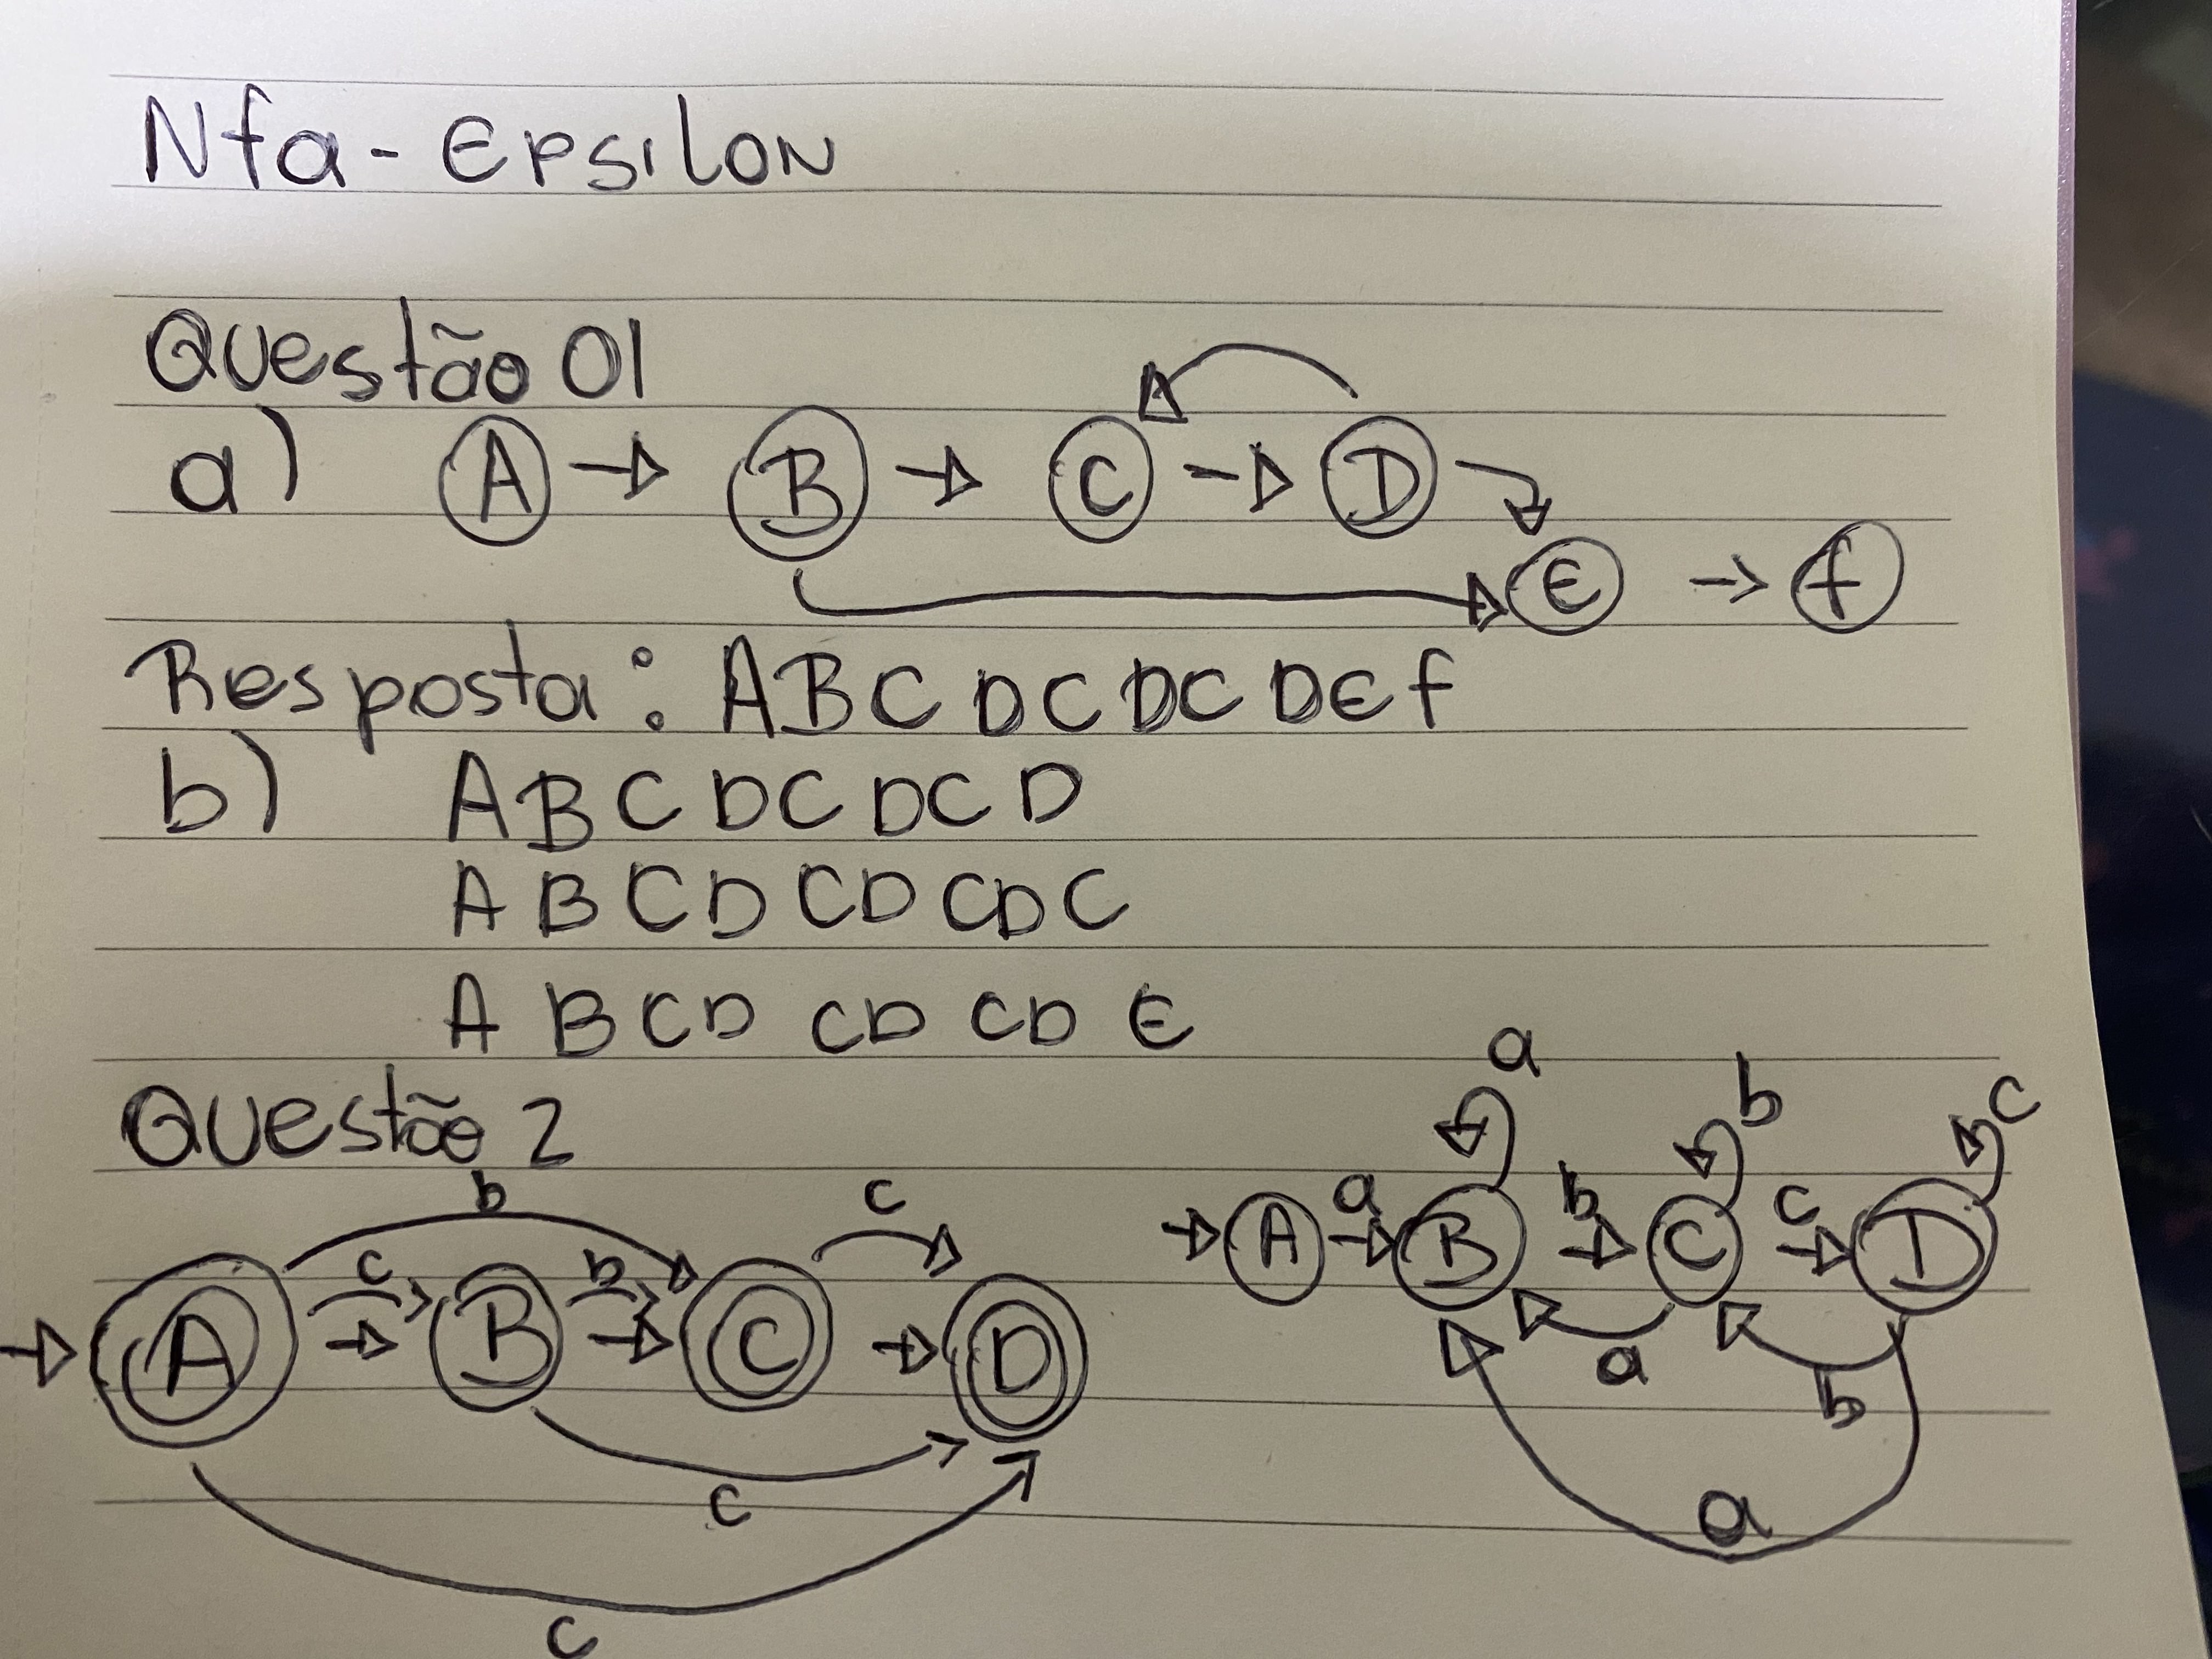 Nfa - Epsilon
Questão 01
a) A B C D
E f
Resposta: ABCDCDCDEf
b) ABCDCDCD
ABCDCDCDC
ABCDCDCDE
Questão 2
b c
c b
A B C D
c
c
a b c
a b c
A B C D
a b
a